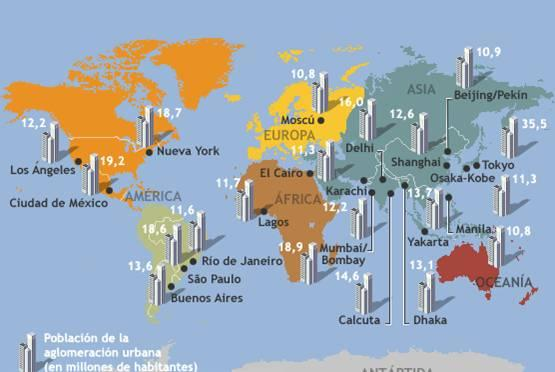 10,9
10,8
ASIA
Beijing/Pekín
16,0
12,6
35,5
12,2
18,7
Moscú
EUROPA
Delhi
Nueva York
11,3
Shanghai
Tokyo
Los Ángeles
19,2
El Cairo
Osaka-Kobe
11,7
ÁFRICA
Karachi
13,7
11,3
Ciudad de México
AMÉRICA
11,6
Lagos
12,2
18,6
Manila
10,8
Yakarta
18,9
Mumbai/
Bombay
Río de Janeiro
13,6
São Paulo
14,6
13,1
OCEANÍA
Buenos Aires
Calcuta
Dhaka
Población de la
aglomeración urbana
(en millones de habitantes)
ANTÁRTIDA